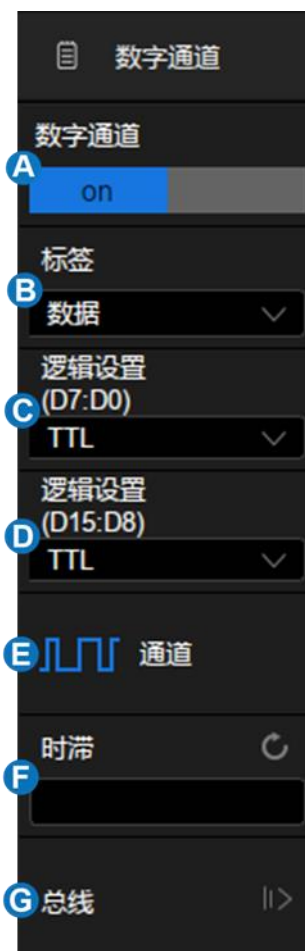 数字通道
数字通道
A
on
标签
B
数据
逻辑设置
C
(D7:D0)
TTL
逻辑设置
(D15:D8)
D
TTL
E
通道
时滞
F
G
总线